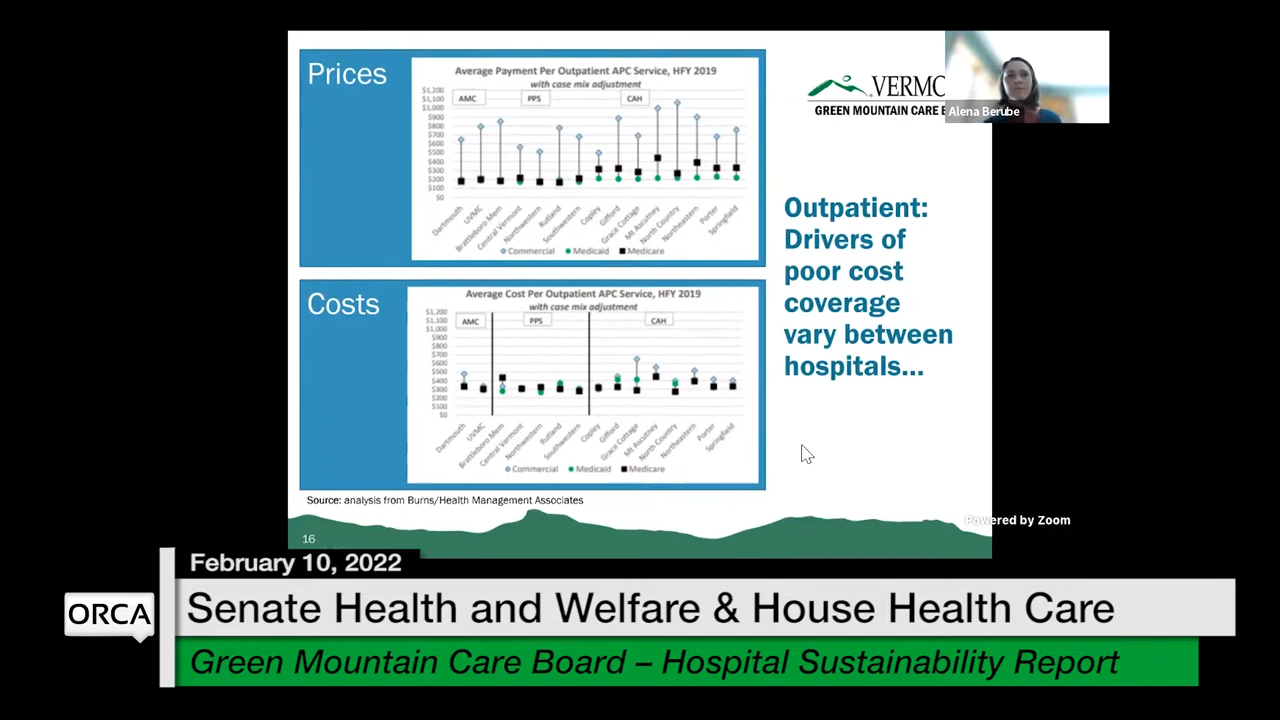 Prices
Average Payment Per Outpatient APC Service, HFY 2019
with case mix adjustment
$1,200
$1,100
$1,000
$900
$800
$700
$600
$500
$400
$300
$200
$100
$0
AMC
PPS
CAH
Dartmouth
UVMC
Brattleboro Mem
Central Vermont
Northwestern
Rutland
Southwestern
Copley
Gifford
Grace Cottage
Mt Ascutney
North Country
Northeastern
Porter
Springfield
Commercial Medicaid Medicare
Costs
Average Cost Per Outpatient APC Service, HFY 2019
with case mix adjustment
$1,200
$1,100
$1,000
$900
$800
$700
$600
$500
$400
$300
$200
$100
$0
AMC
PPS
CAH
Dartmouth
UVMC
Brattleboro Mem
Central Vermont
Northwestern
Rutland
Southwestern
Copley
Gifford
Grace Cottage
Mt Ascutney
North Country
Northeastern
Porter
Springfield
Commercial Medicaid Medicare
Source: analysis from Burns/Health Management Associates
16
VERMO
GREEN MOUNTAIN CARE B
Alena Berube
Outpatient:
Drivers of
poor cost
coverage
vary between
hospitals...
Powered by Zoom
February 10, 2022
ORCA
Senate Health and Welfare & House Health Care
Green Mountain Care Board – Hospital Sustainability Report